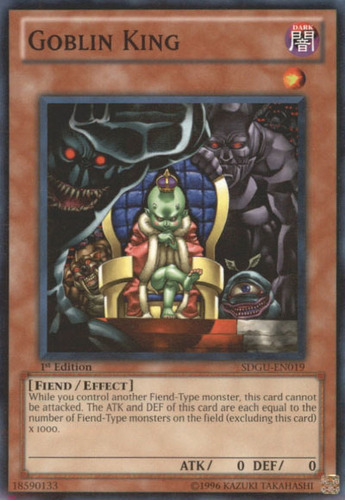 GOBLIN KING
DARK
闇
1st Edition
SDGU-EN019
[FIEND / EFFECT]
While you control another Fiend-Type monster, this card cannot
be attacked. The ATK and DEF of this card are each equal to the
number of Fiend-Type monsters on the field (excluding this card)
x 1000.
ATK/ 0 DEF/ 0
18590133
©1996 KAZUKI TAKAHASHI